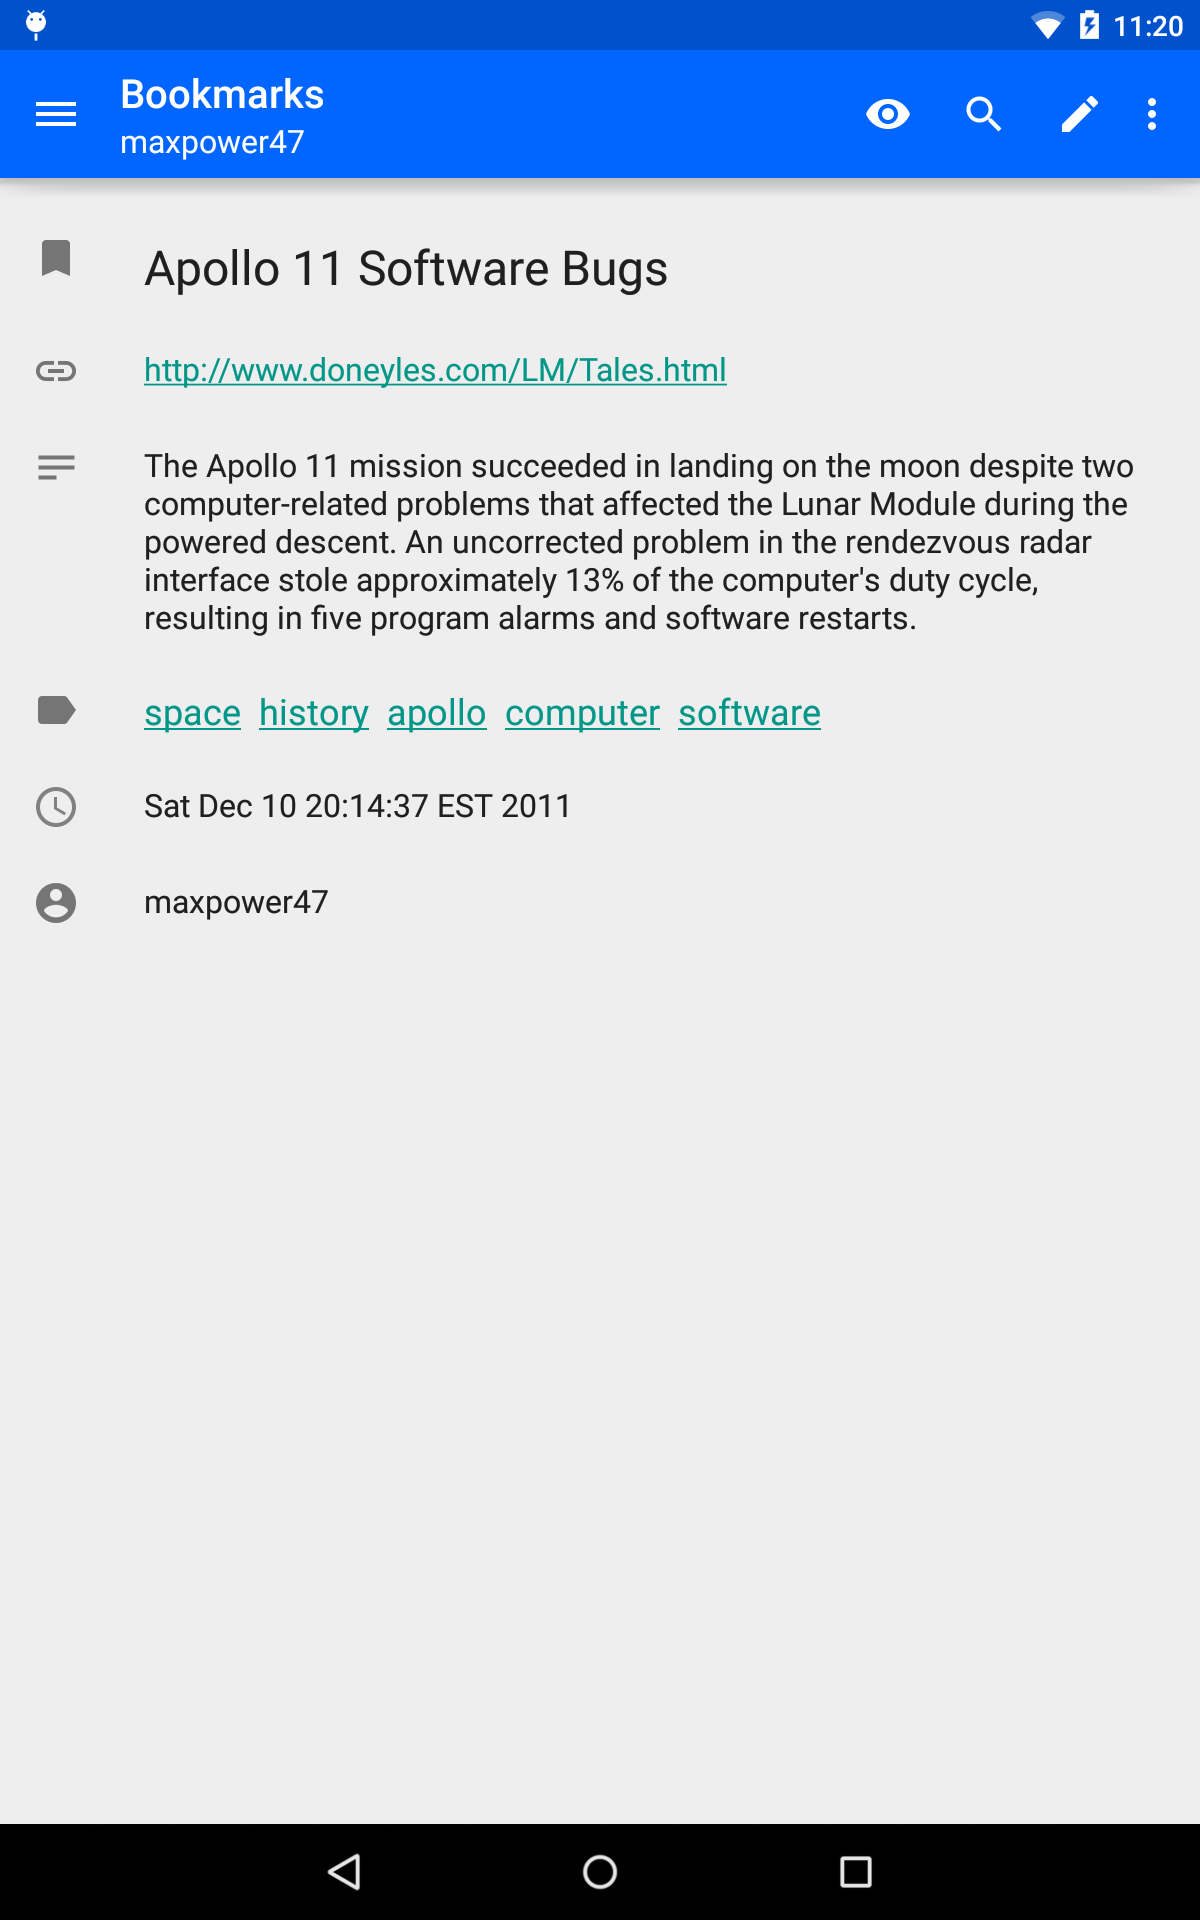 11:20
Bookmarks
maxpower47
Apollo 11 Software Bugs
http://www.doneyles.com/LM/Tales.html
The Apollo 11 mission succeeded in landing on the moon despite two
computer-related problems that affected the Lunar Module during the
powered descent. An uncorrected problem in the rendezvous radar
interface stole approximately 13% of the computer's duty cycle,
resulting in five program alarms and software restarts.
space history apollo computer software
Sat Dec 10 20:14:37 EST 2011
maxpower47